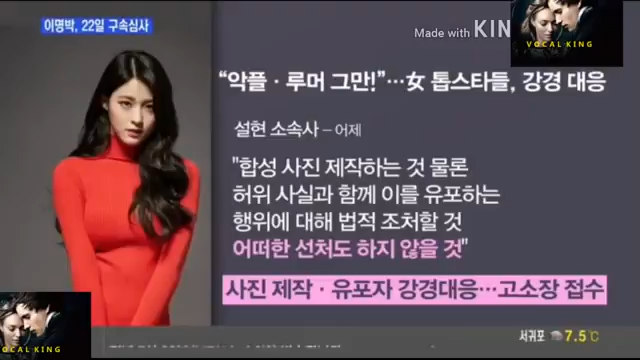 이명박, 22일 구속심사
Made with KIN
VOCAL KING
“악플·루머 그만!”…女 톱스타들, 강경 대응
설현 소속사 – 어제
"합성 사진 제작하는 것 물론
허위 사실과 함께 이를 유포하는
행위에 대해 법적 조처할 것
어떠한 선처도 하지 않을 것"
사진 제작·유포자 강경대응…고소장 접수
OCAL KING
서귀포 7.5℃